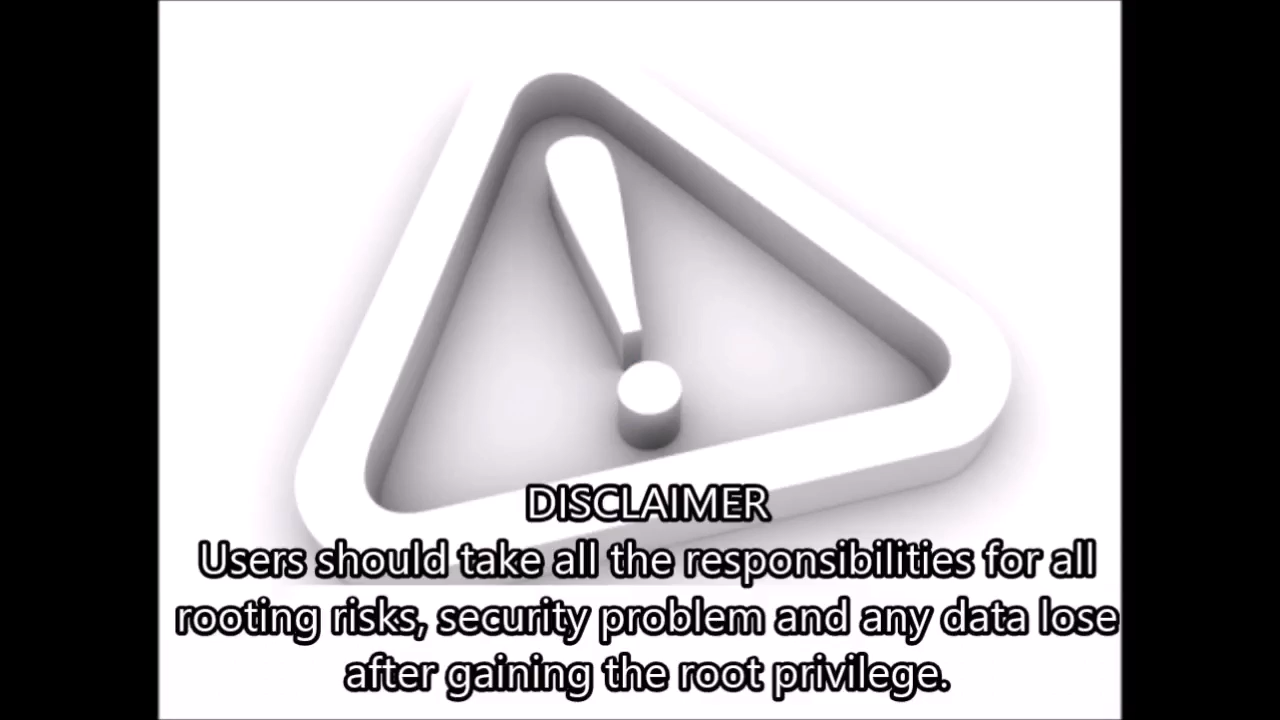 DISCLAIMER
Users should take all the responsibilities for all
rooting risks, security problem and any data lose
after gaining the root privilege.